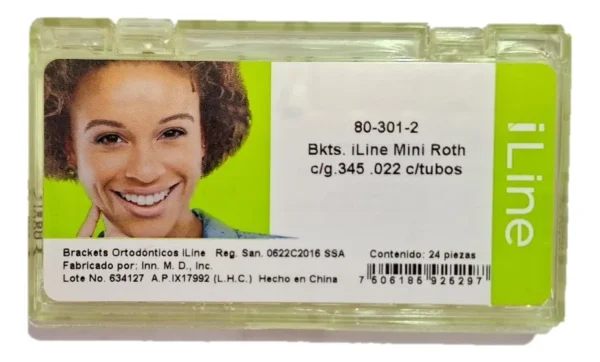 80-301-2
Bkts. iLine Mini Roth
c/g.345 .022 c/tubos
iLine
Brackets Ortodónticos iLine Reg. San. 0622C2016 SSA
Fabricado por: Inn. M. D., Inc.
Lote No. 634127 A.P.IX17992 (L.H.C.) Hecho en China
Contenido: 24 piezas
7 506185 925297